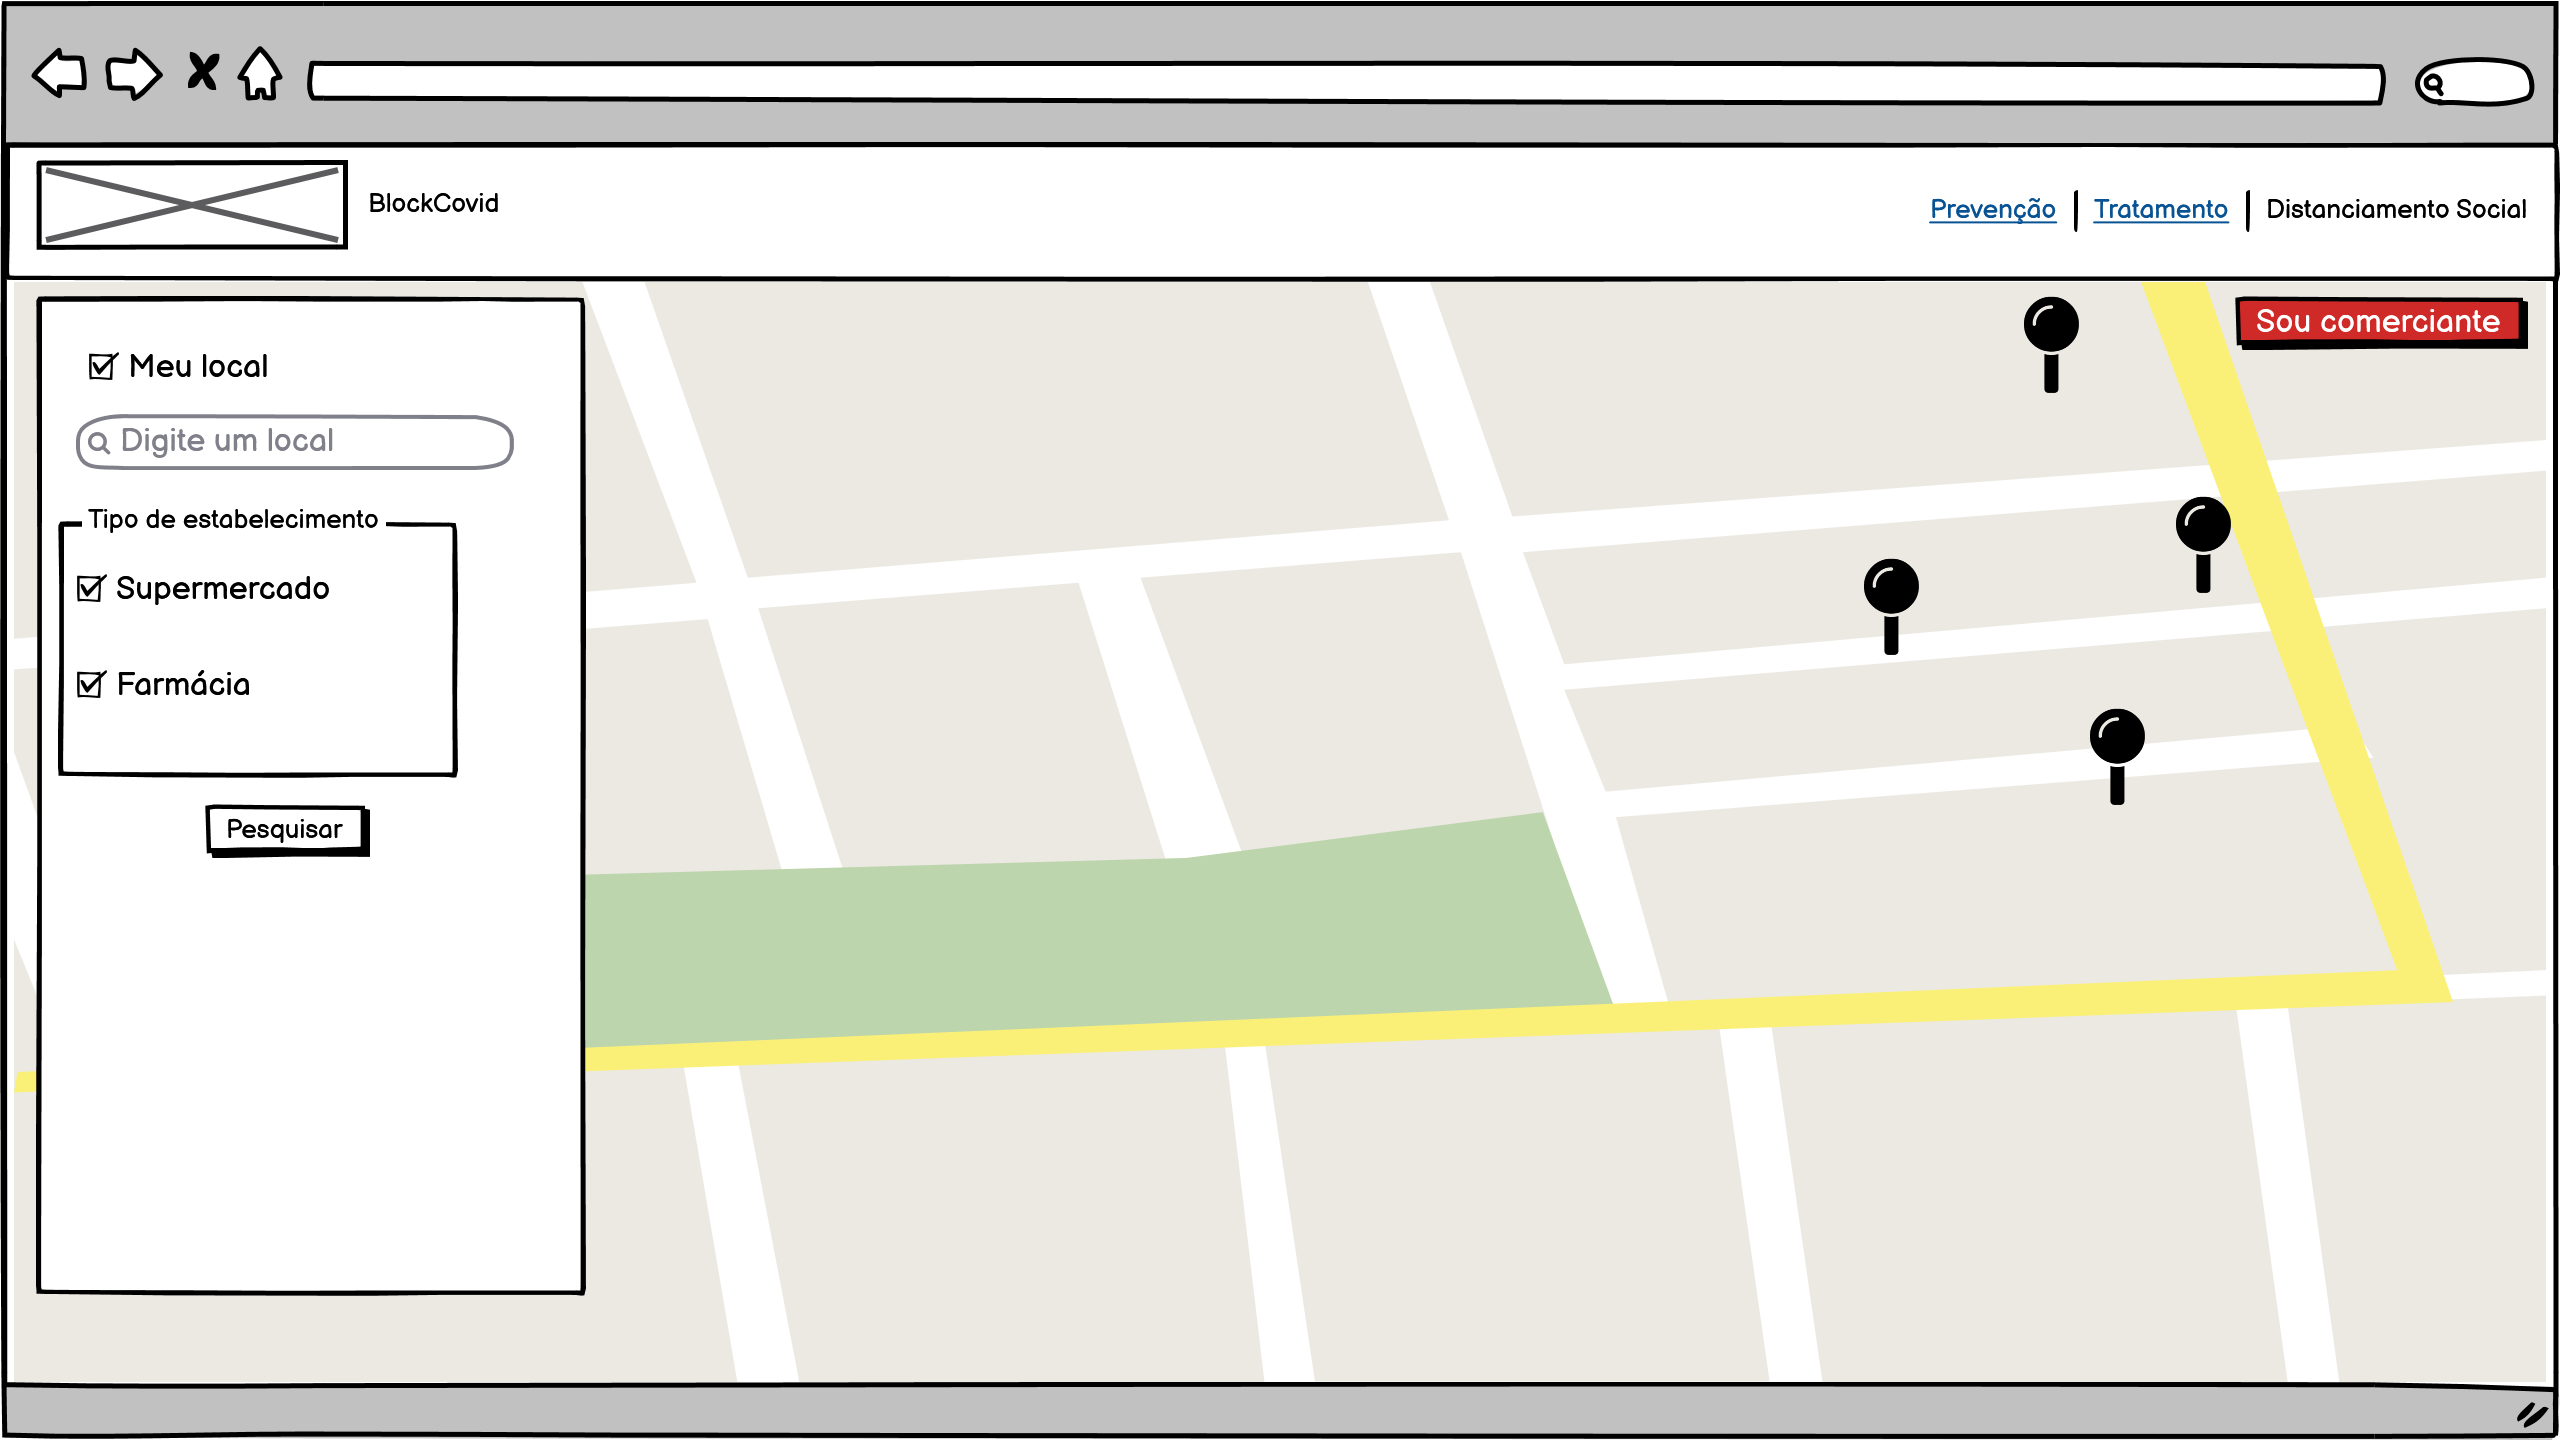 BlockCovid
Prevenção
Tratamento
Distanciamento Social
Sou comerciante
Meu local
Digite um local
Tipo de estabelecimento
Supermercado
Farmácia
Pesquisar